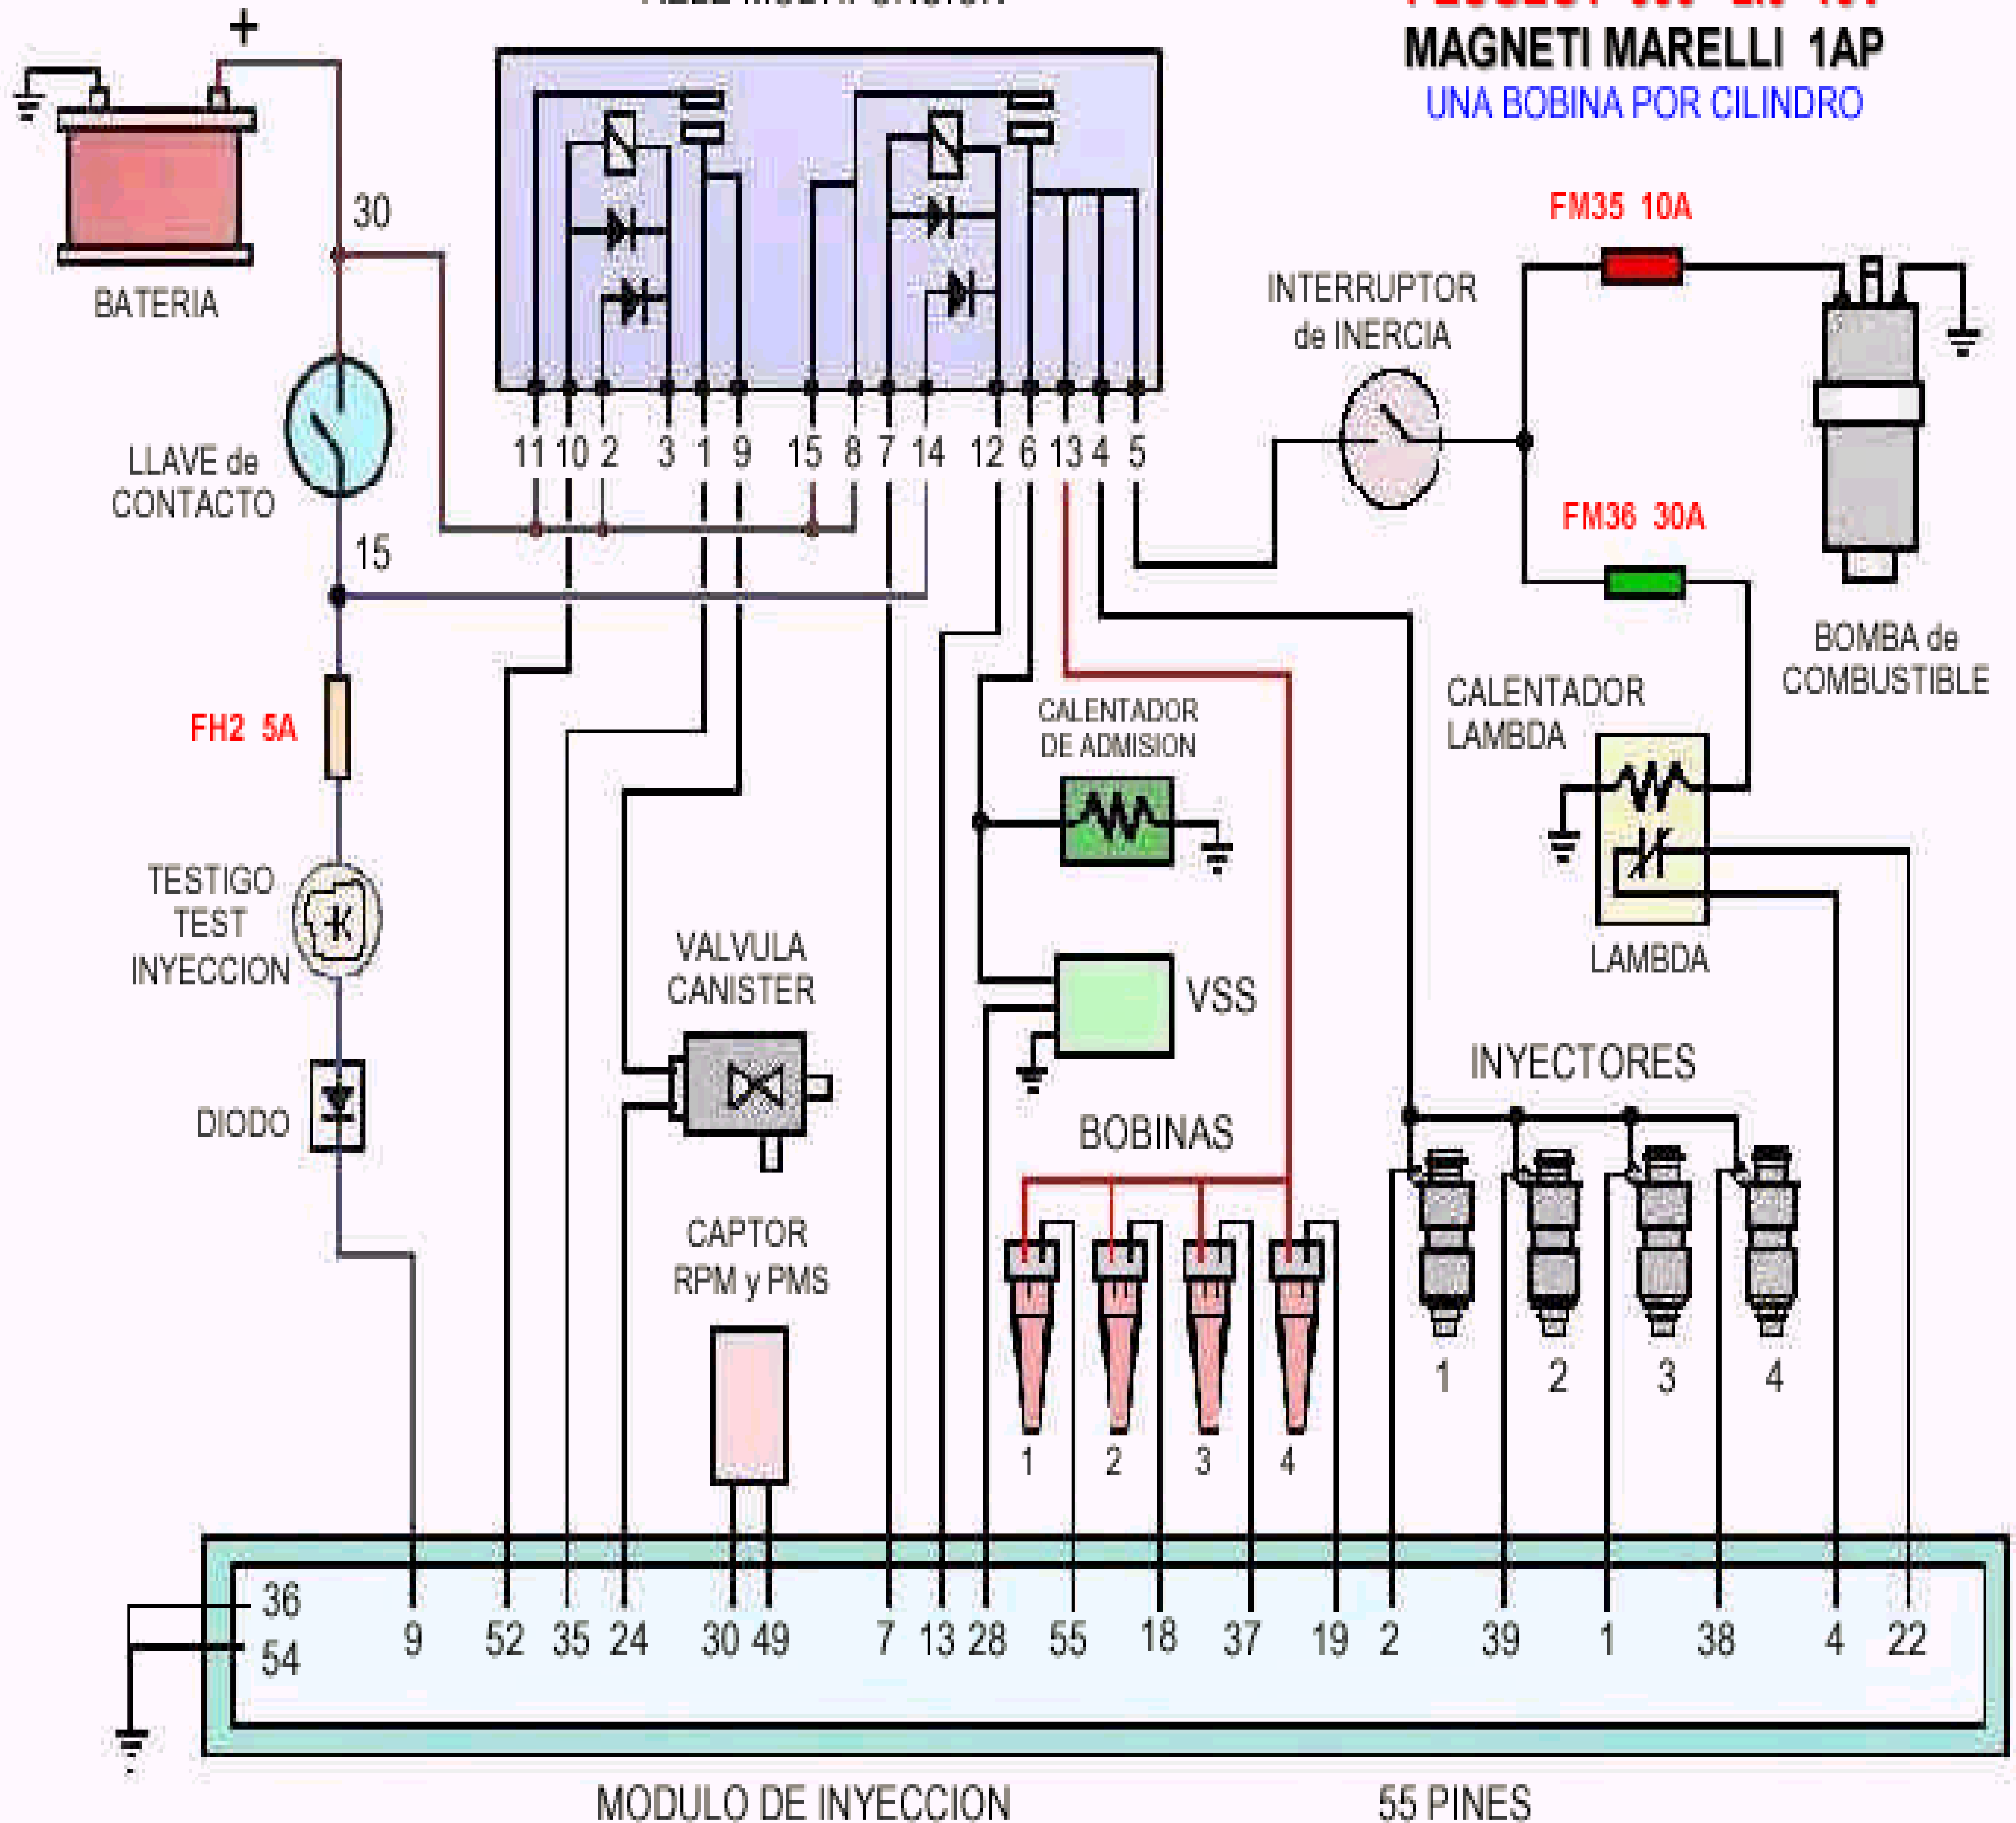 +
MAGNETI MARELLI 1AP
UNA BOBINA POR CILINDRO
30
BATERIA
FM35 10A
INTERRUPTOR
de INERCIA
LLAVE de
CONTACTO
11 10 2 3 1 9 15 8 7 14 12 6 13 4 5
15
FM36 30A
BOMBA de
COMBUSTIBLE
FH2 5A
CALENTADOR
DE ADMISION
CALENTADOR
LAMBDA
TESTIGO
TEST
INYECCION
VALVULA
CANISTER
VSS
LAMBDA
DIODO
BOBINAS
INYECTORES
CAPTOR
RPM y PMS
1 2 3 4
1 2 3 4
36
54
9 52 35 24 30 49 7 13 28 55 18 37 19 2 39 1 38 4 22
MODULO DE INYECCION 55 PINES